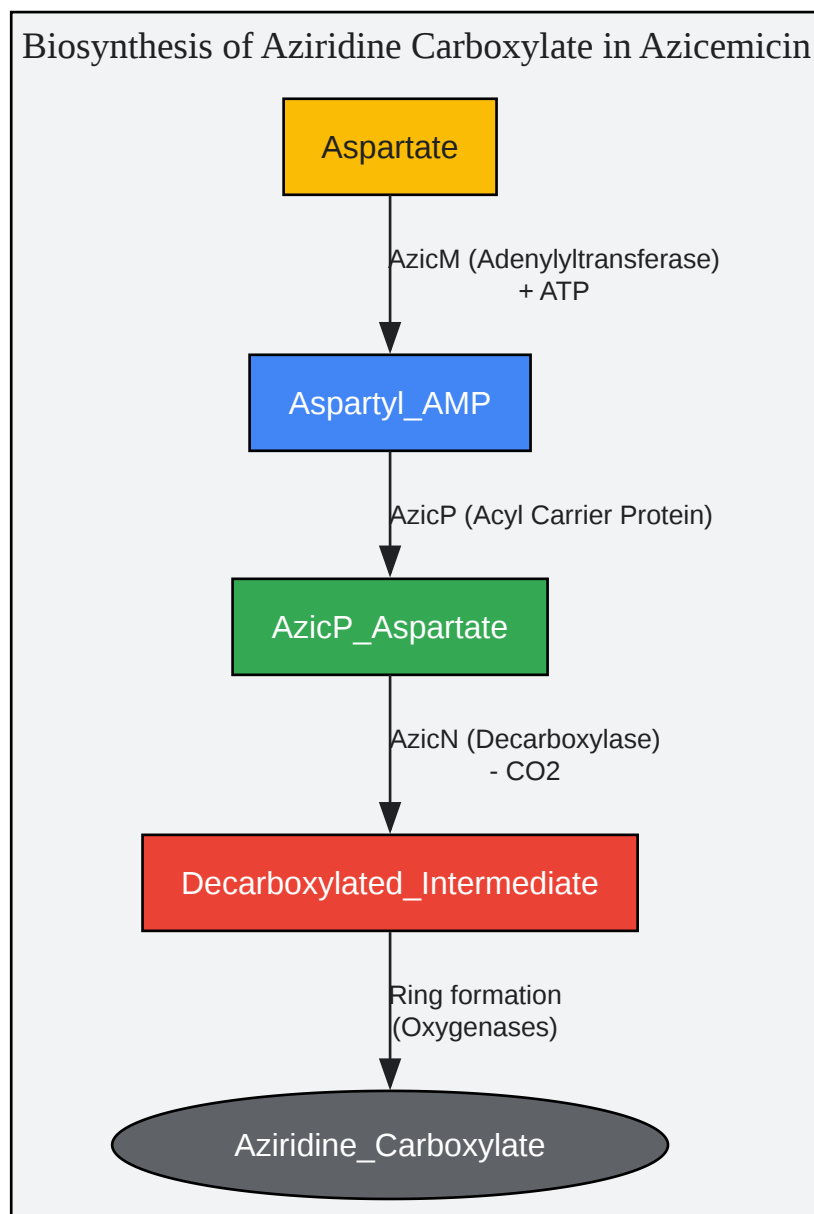 Biosynthesis of Aziridine Carboxylate in Azicemicin
Aspartate
AzicM (Adenylyltransferase)
+ ATP
Aspartyl_AMP
AzicP (Acyl Carrier Protein)
AzicP_Aspartate
AzicN (Decarboxylase)
- CO2
Decarboxylated_Intermediate
Ring formation
(Oxygenases)
Aziridine_Carboxylate